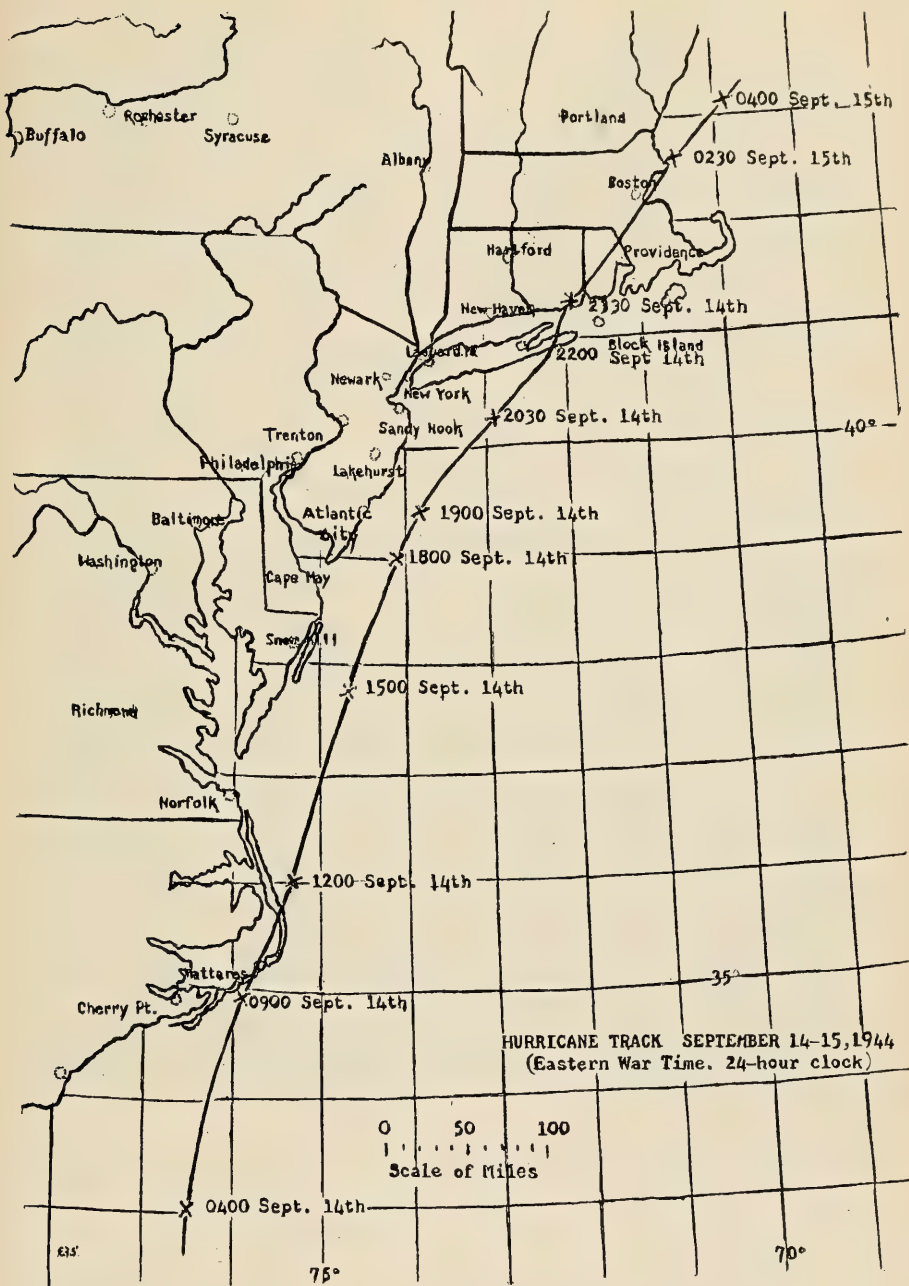 0400 Sept. 15th
Rochester
Portland
Buffalo
Syracuse
Albany
0230 Sept. 15th
Boston
Hartford
Providence
New Haven
2330 Sept. 14th
Block Island
2200 Sept 14th
Newark
New York
Sandy Hook
2030 Sept. 14th
Trenton
40°
Philadelphia
Lakehurst
Baltimore
Atlantic
City
1900 Sept. 14th
Washington
1800 Sept. 14th
Cape May
Snow Hill
1500 Sept. 14th
Richmond
Norfolk
1200 Sept. 14th
Hatteras
35°
Cherry Pt.
0900 Sept. 14th
HURRICANE TRACK SEPTEMBER 14-15, 1944
(Eastern War Time. 24-hour clock)
0 50 100
Scale of Miles
0400 Sept. 14th
75°
70°